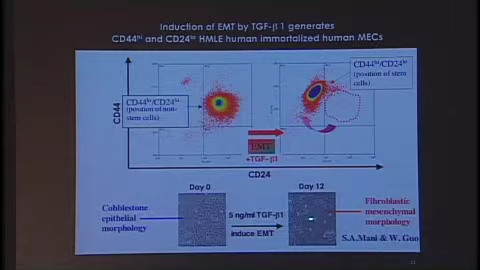 Induction of EMT by TGF-β1 generates
CD44hi and CD24lo HMLE human immortalized human MECs
CD44
CD44lo/CD24hi
(position of non-
stem cells)
CD44hi/CD24lo
(position of stem
cells)
EMT
+TGF-β1
CD24
Day 0
Day 12
Cobblestone
epithelial
morphology
5 ng/ml TGF-β1
induce EMT
Fibroblastic
mesenchymal
morphology
S.A.Mani & W. Guo